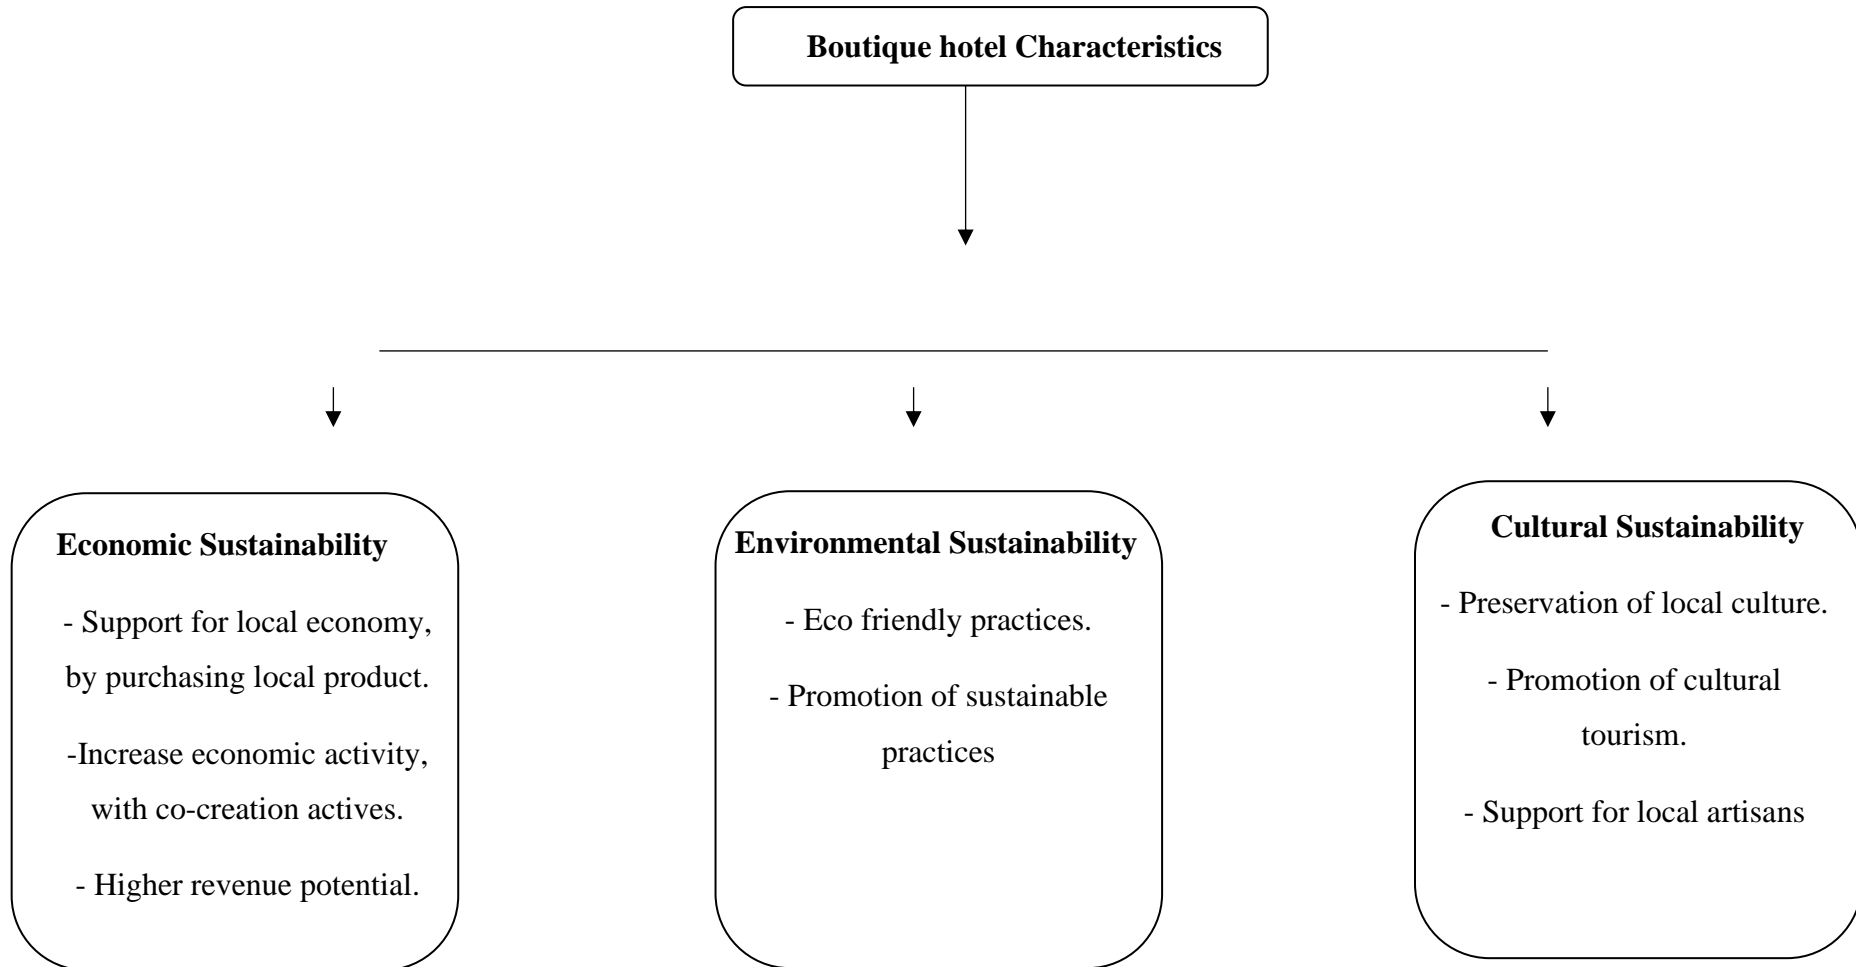 Boutique hotel Characteristics
Economic Sustainability
- Support for local economy,
by purchasing local product.
-Increase economic activity,
with co-creation actives.
- Higher revenue potential.
Environmental Sustainability
- Eco friendly practices.
- Promotion of sustainable
practices
Cultural Sustainability
- Preservation of local culture.
- Promotion of cultural
tourism.
- Support for local artisans